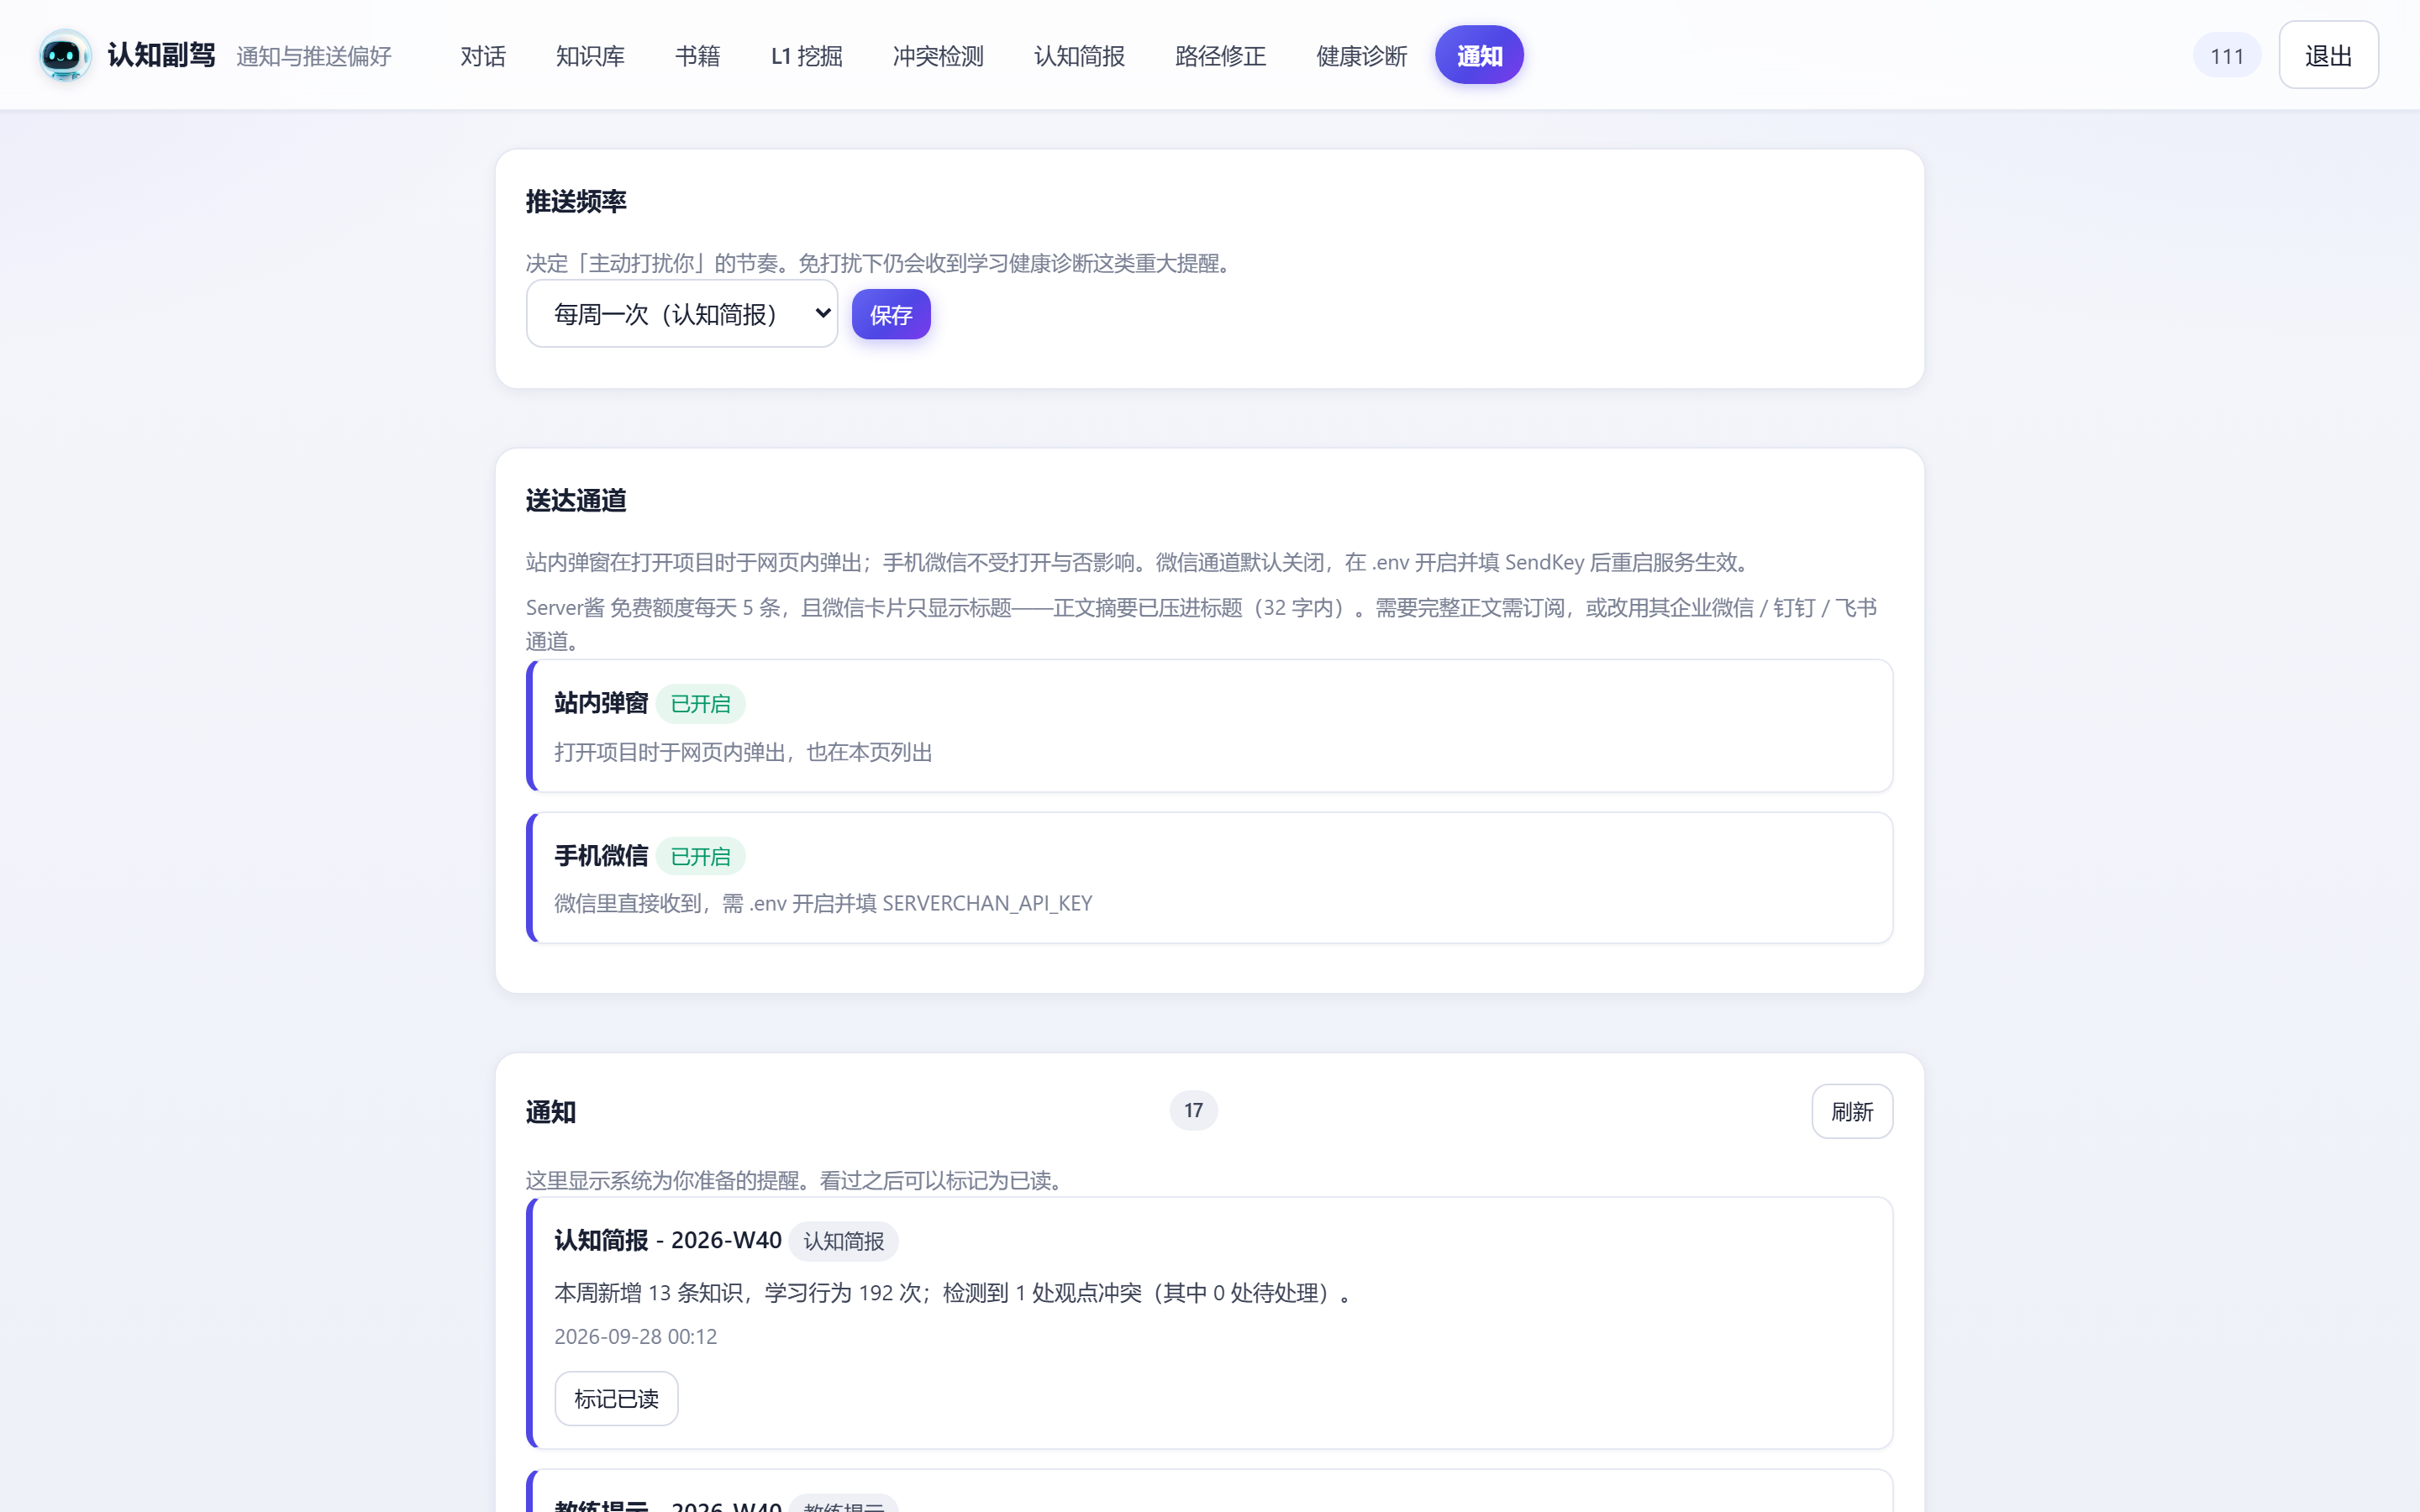 认知副驾 通知与推送偏好 对话 知识库 书籍 L1 挖掘 冲突检测 认知简报 路径修正 健康诊断 通知 111 退出
推送频率
决定「主动打扰你」的节奏。免打扰下仍会收到学习健康诊断这类重大提醒。
每周一次（认知简报） 保存
送达通道
站内弹窗在打开项目时于网页内弹出；手机微信不受打开与否影响。微信通道默认关闭，在 .env 开启并填 SendKey 后重启服务生效。
Server酱 免费额度每天 5 条，且微信卡片只显示标题——正文摘要已压进标题（32 字内）。需要完整正文需订阅，或改用其企业微信 / 钉钉 / 飞书
通道。
站内弹窗 已开启
打开项目时于网页内弹出，也在本页列出
手机微信 已开启
微信里直接收到，需 .env 开启并填 SERVERCHAN_API_KEY
通知 17 刷新
这里显示系统为你准备的提醒。看过之后可以标记为已读。
认知简报 - 2026-W40 认知简报
本周新增 13 条知识，学习行为 192 次；检测到 1 处观点冲突（其中 0 处待处理）。
2026-09-28 00:12
标记已读
教练提示 - 2026-W40 教练提示